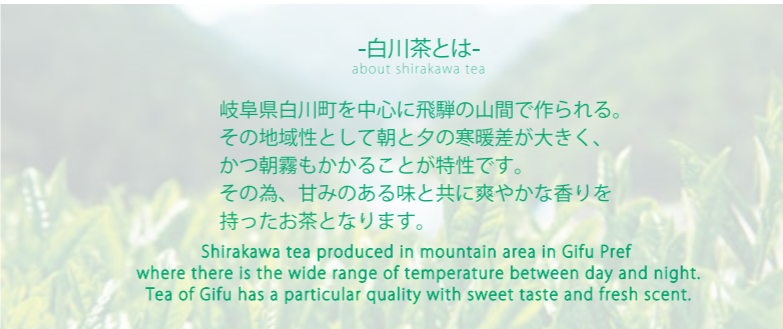 -白川茶とは-
about shirakawa tea
岐阜県白川町を中心に飛騨の山間で作られる。
その地域性として朝と夕の寒暖差が大きく、
かつ朝霧もかかることが特性です。
その為、甘みのある味と共に爽やかな香りを
持ったお茶となります。
Shirakawa tea produced in mountain area in Gifu Pref
where there is the wide range of temperature between day and night.
Tea of Gifu has a particular quality with sweet taste and fresh scent.